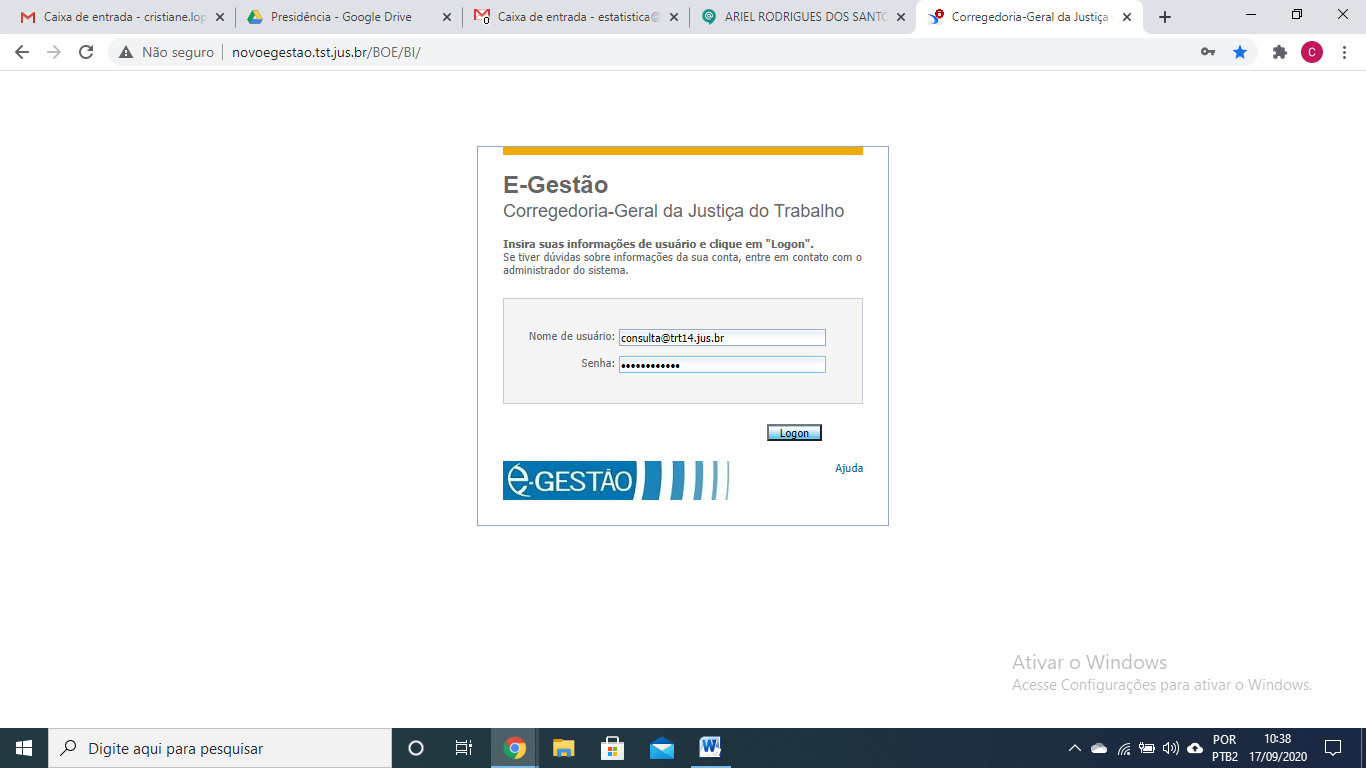 Caixa de entrada - cristiane.lop
Presidência - Google Drive
Caixa de entrada - estatistica@
ARIEL RODRIGUES DOS SANTO
Corregedoria-Geral da Justiça
Não seguro
novoegestao.tst.jus.br/BOE/BI/
C
E-Gestão
Corregedoria-Geral da Justiça do Trabalho
Insira suas informações de usuário e clique em "Logon".
Se tiver dúvidas sobre informações da sua conta, entre em contato com o
administrador do sistema.
Nome de usuário: consulta@trt14.jus.br
Senha: ••••••••••••
Logon
e-GESTÃO
Ajuda
Ativar o Windows
Acesse Configurações para ativar o Windows.
Digite aqui para pesquisar
POR
PTB2
10:38
17/09/2020